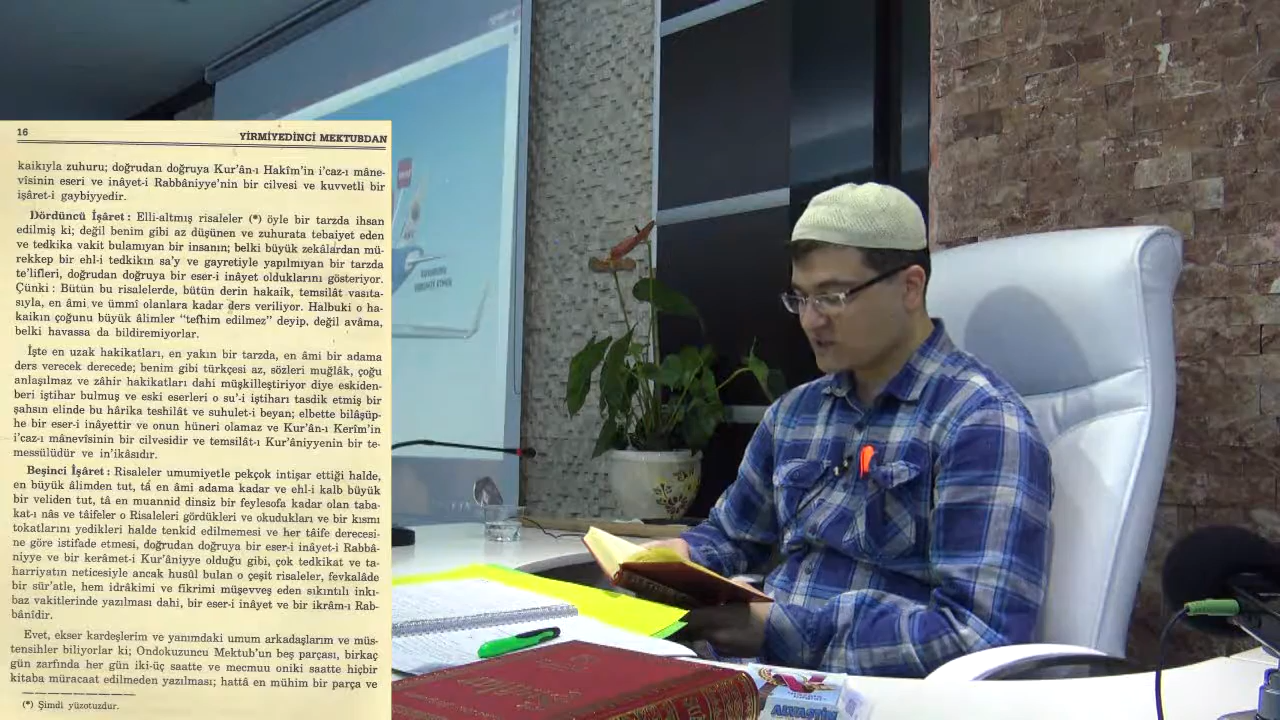 16
YİRMİYEDİNCİ MEKTUBDAN
kaikıyla zuhuru; doğrudan doğruya Kur'ân-ı Hakîm'in i'caz-ı mâne-
vîsinin eseri ve inâyet-i Rabbâniyye'nin bir cilvesi ve kuvvetli bir
işâret-i gaybiyyedir.
Dördüncü İşâret : Elli-altmış risaleler (*) öyle bir tarzda ihsan
edilmiş ki; değil benim gibi az düşünen ve zuhurata tebaiyet eden
ve tedkika vakit bulamıyan bir insanın; belki büyük zekâlardan mü-
rekkep bir ehl-i tedkikın sa'y ve gayretiyle yapılmıyan bir tarzda
te'lifleri, doğrudan doğruya bir eser-i inâyet olduklarını gösteriyor.
Çünki : Bütün bu risalelerde, bütün derin hakaik, temsilât vasıta-
sıyla, en âmi ve ümmî olanlara kadar ders veriliyor. Halbuki o ha-
kaikın çoğunu büyük âlimler "tefhim edilmez" deyip, değil avâma,
belki havassa da bildiremiyorlar.
İşte en uzak hakikatları, en yakın bir tarzda, en âmi bir adama
ders verecek derecede; benim gibi türkçesi az, sözleri muğlâk, çoğu
anlaşılmaz ve zâhir hakikatları dahi müşkilleştiriyor diye eskiden-
beri iştihar bulmuş ve eski eserleri o su'-i iştiharı tasdik etmiş bir
şahsın elinde bu hârika teshilât ve suhulet-i beyan; elbette bilâşüp-
he bir eser-i inâyettir ve onun hüneri olamaz ve Kur'ân-ı Kerîm'in
i'caz-ı mânevîsinin bir cilvesidir ve temsilât-ı Kur'âniyyenin bir te-
messülüdür ve in'ikâsıdır.
Beşinci İşâret : Risaleler umumiyetle pekçok intişar ettiği halde,
en büyük âlimden tut, tâ en âmi adama kadar ve ehl-i kalb büyük
bir veliden tut, tâ en muannid dinsiz bir feylesofa kadar olan taba-
kat-ı nâs ve tâifeler o Risaleleri gördükleri ve okudukları ve bir kısmı
tokatlarını yedikleri halde tenkid edilmemesi ve her tâife derecesi-
ne göre istifade etmesi, doğrudan doğruya bir eser-i inâyet-i Rabbâ-
niyye ve bir kerâmet-i Kur'âniyye olduğu gibi, çok tedkikat ve ta-
harriyatın neticesiyle ancak husûl bulan o çeşit risaleler, fevkalâde
bir sür'atle, hem idrâkimi ve fikrimi müşevveş eden sıkıntılı inkı-
baz vakitlerinde yazılması dahi, bir eser-i inâyet ve bir ikrâm-ı Rab-
bânîdir.
Evet, ekser kardeşlerim ve yanımdaki umum arkadaşlarım ve müs-
tensihler biliyorlar ki; Ondokuzuncu Mektub'un beş parçası, birkaç
gün zarfında her gün iki-üç saatte ve mecmuu oniki saatte hiçbir
kitaba müracaat edilmeden yazılması; hattâ en mühim bir parça ve
(*) Şimdi yüzotuzdur.